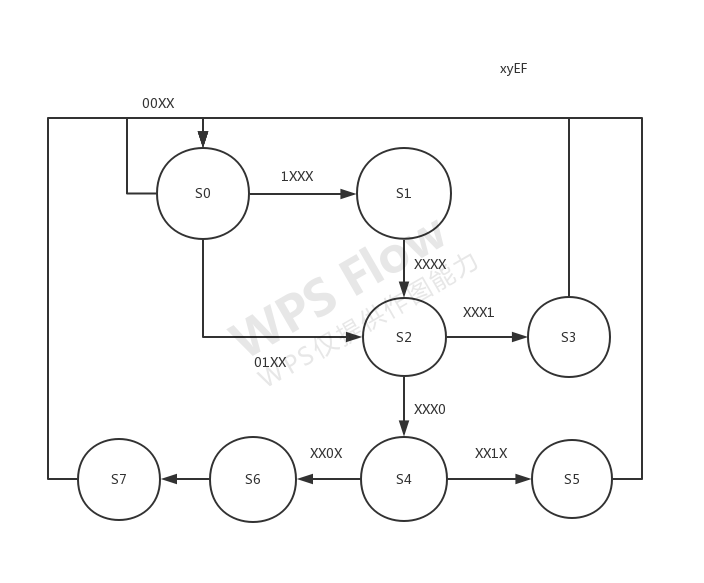 xyEF
00XX
S0
1XXX
S1
XXXX
WPS Flow
WPS仅提供作图能力
S2
XXX1
S3
01XX
XXX0
S7
S6
XX0X
S4
XX1X
S5